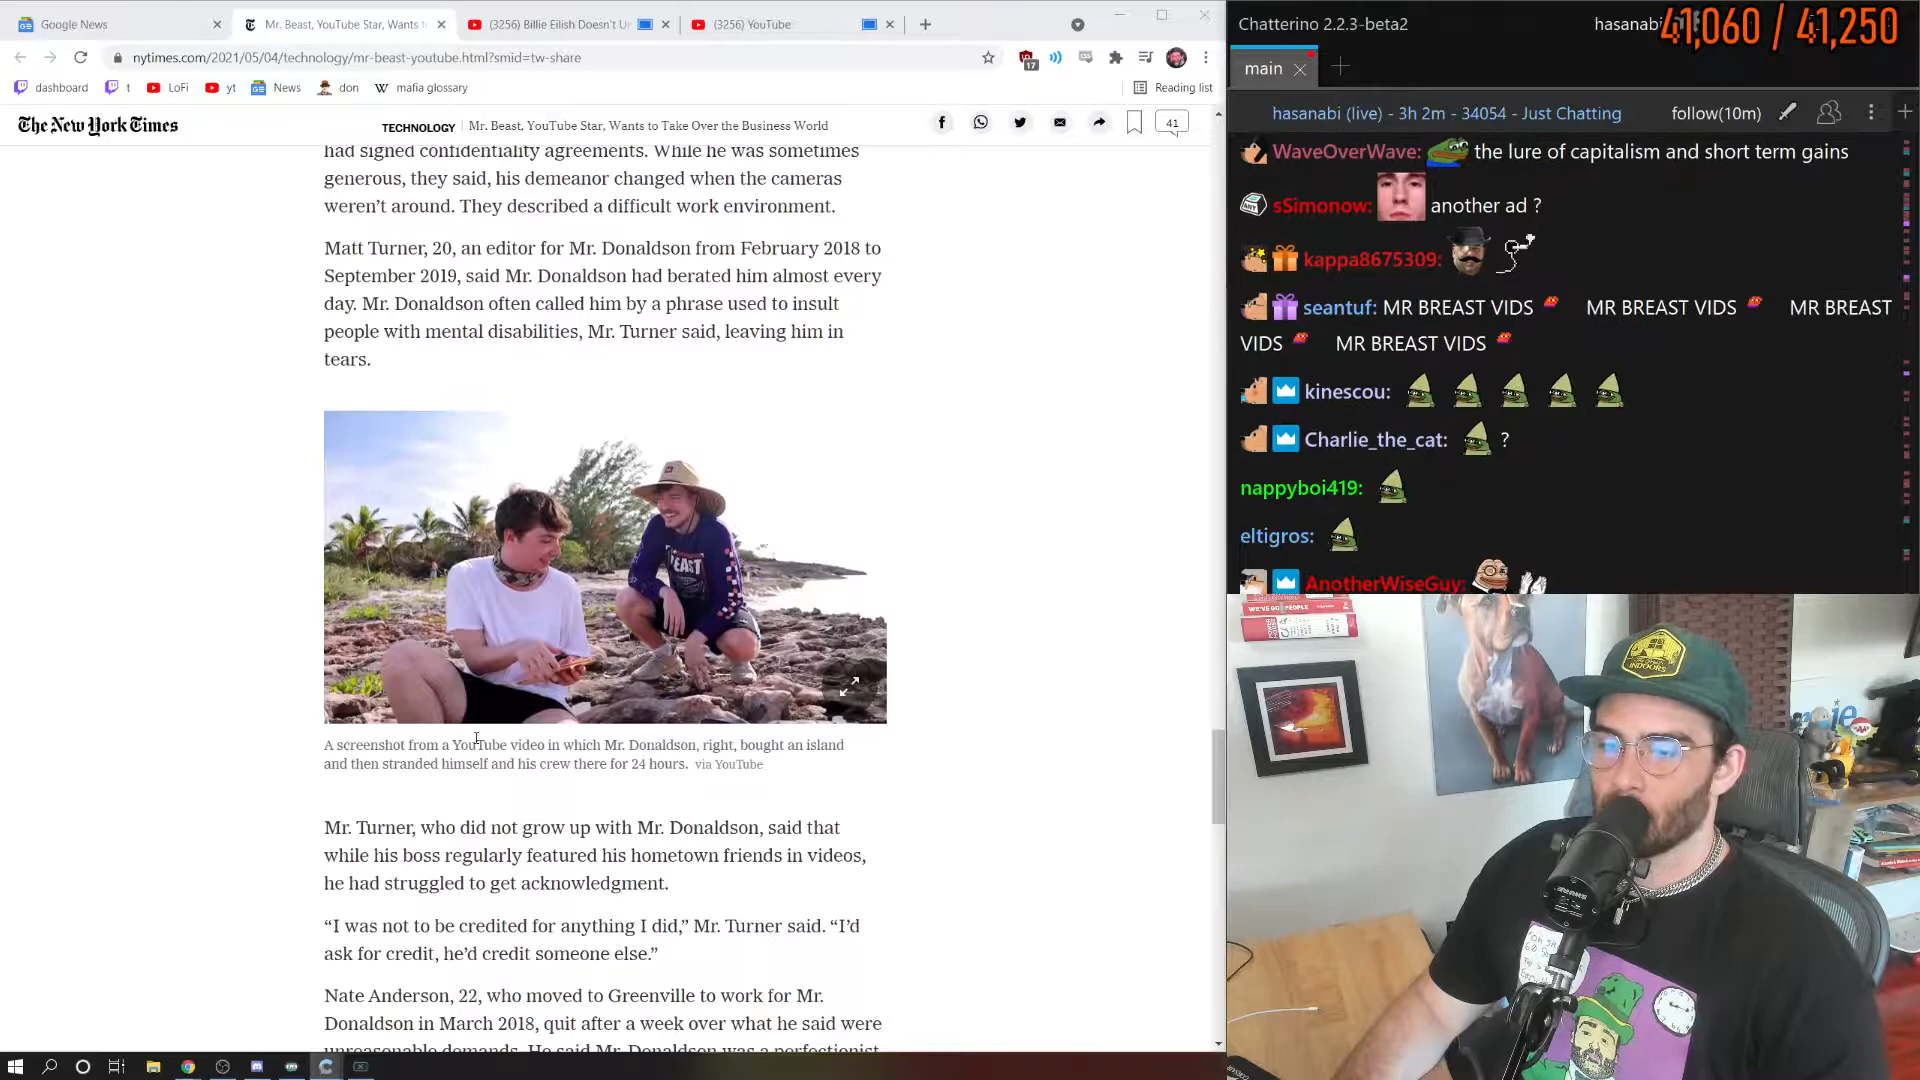 Google News
Mr. Beast, YouTube Star, Wants t
(3256) Billie Eilish Doesn't Un
(3256) YouTube
nytimes.com/2021/05/04/technology/mr-beast-youtube.html?smid=tw-share
17
dashboard
t
LoFi
yt
News
don
mafia glossary
Reading list
The New York Times
TECHNOLOGY | Mr. Beast, YouTube Star, Wants to Take Over the Business World
41
had signed confidentiality agreements. While he was sometimes
generous, they said, his demeanor changed when the cameras
weren't around. They described a difficult work environment.
Matt Turner, 20, an editor for Mr. Donaldson from February 2018 to
September 2019, said Mr. Donaldson had berated him almost every
day. Mr. Donaldson often called him by a phrase used to insult
people with mental disabilities, Mr. Turner said, leaving him in
tears.
BEAST
A screenshot from a YouTube video in which Mr. Donaldson, right, bought an island
and then stranded himself and his crew there for 24 hours. via YouTube
Mr. Turner, who did not grow up with Mr. Donaldson, said that
while his boss regularly featured his hometown friends in videos,
he had struggled to get acknowledgment.
“I was not to be credited for anything I did,” Mr. Turner said. “I'd
ask for credit, he'd credit someone else.”
Nate Anderson, 22, who moved to Greenville to work for Mr.
Donaldson in March 2018, quit after a week over what he said were
unreasonable demands. He said Mr. Donaldson was a perfectionist
Chatterino 2.2.3-beta2
hasanabi
41,060 / 41,250
main
hasanabi (live) - 3h 2m - 34054 - Just Chatting
follow(10m)
WaveOverWave: the lure of capitalism and short term gains
sSimonow: another ad ?
kappa8675309:
seantuf: MR BREAST VIDS MR BREAST VIDS MR BREAST
VIDS MR BREAST VIDS
kinescou:
Charlie_the_cat: ?
nappyboi419:
eltigros:
AnotherWiseGuy:
INDOORS